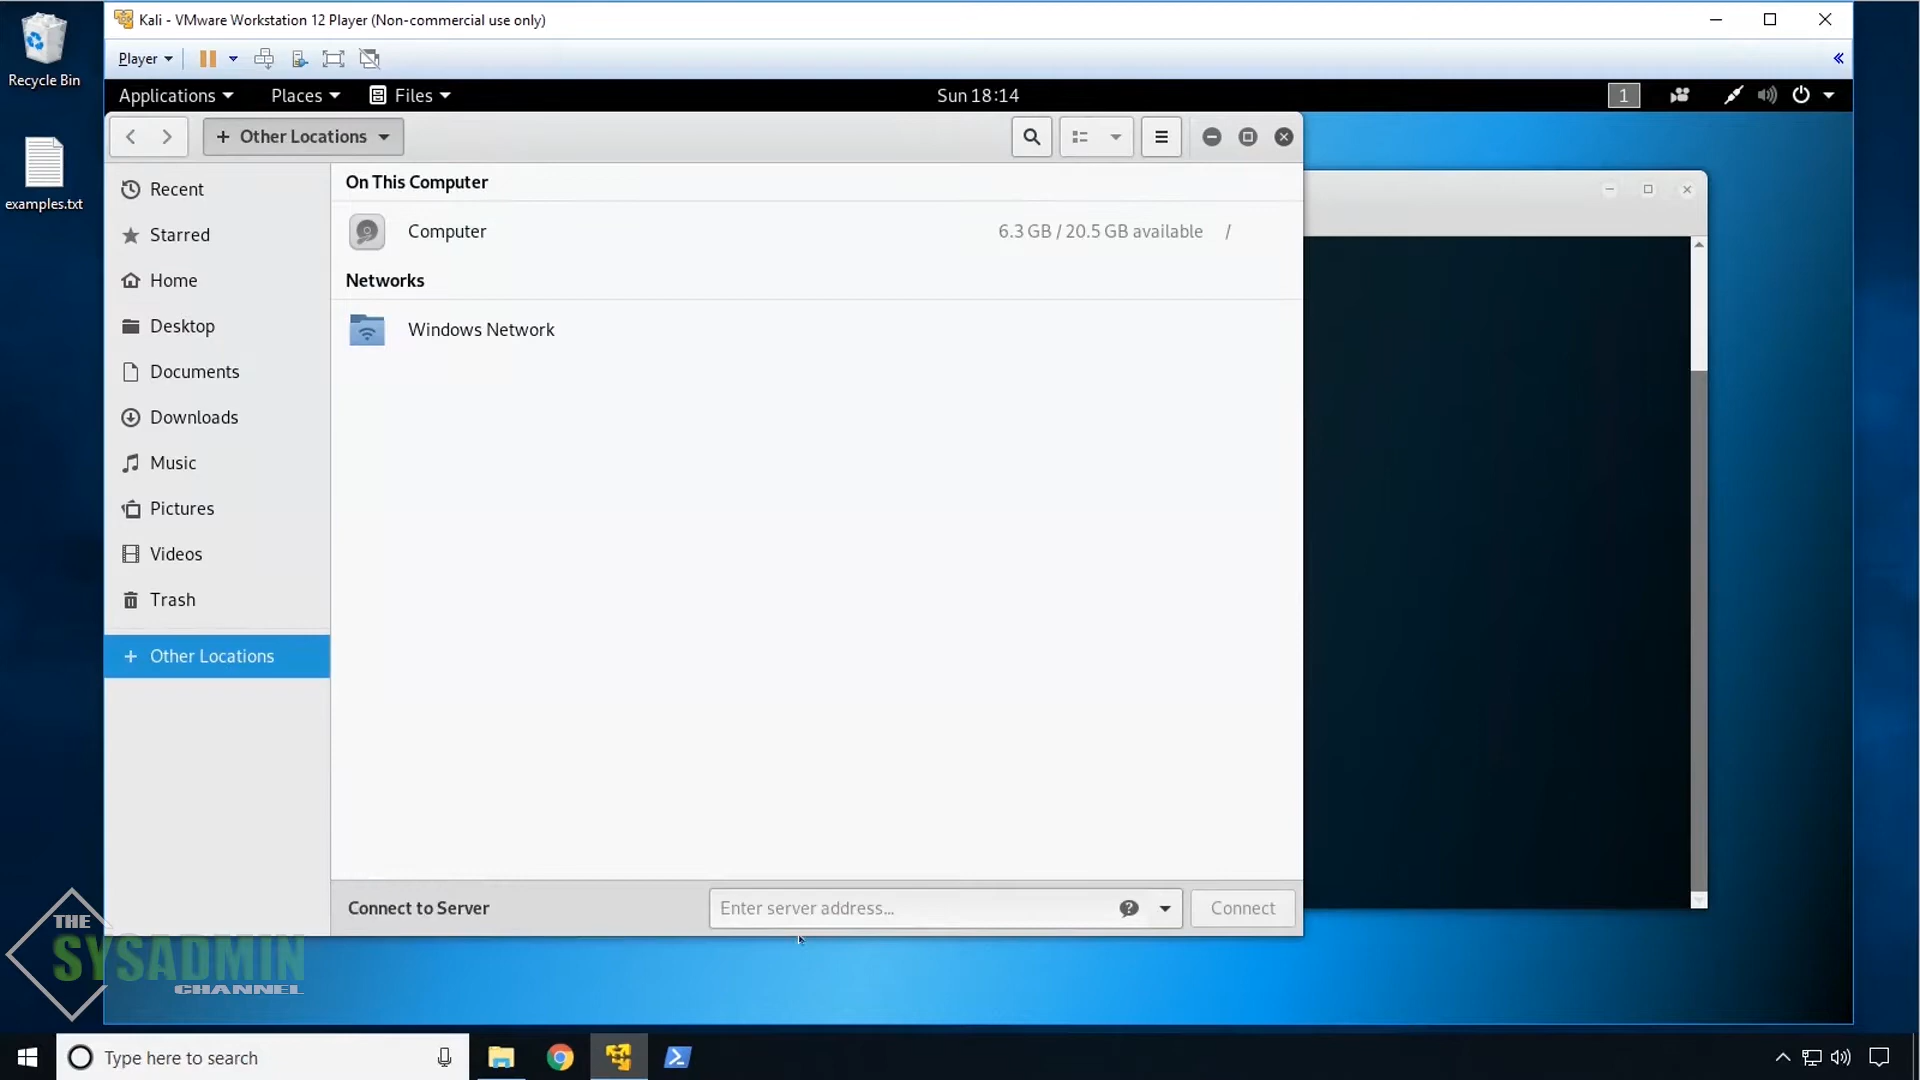 Kali - VMware Workstation 12 Player (Non-commercial use only)
Recycle Bin
Player
Applications
Places
Files
Sun 18:14
1
Other Locations
examples.txt
Recent
On This Computer
Starred
Computer
6.3 GB / 20.5 GB available
/
Home
Networks
Desktop
Windows Network
Documents
Downloads
Music
Pictures
Videos
Trash
Other Locations
Connect to Server
Enter server address...
Connect
THE
SYSADMIN
CHANNEL
Type here to search